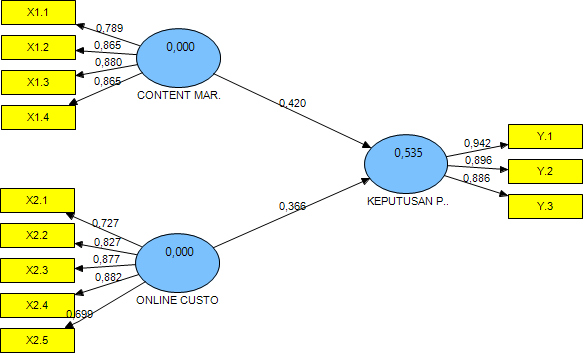 X1.1
0,789
X1.2
0,865
0,000
X1.3
0,880
X1.4
0,865
CONTENT MAR.
0,420
0,535
KEPUTUSAN P..
0,942
Y.1
0,896
Y.2
0,886
Y.3
0,366
X2.1
0,727
X2.2
0,827
0,000
X2.3
0,877
X2.4
0,882
ONLINE CUSTO
X2.5
0,699